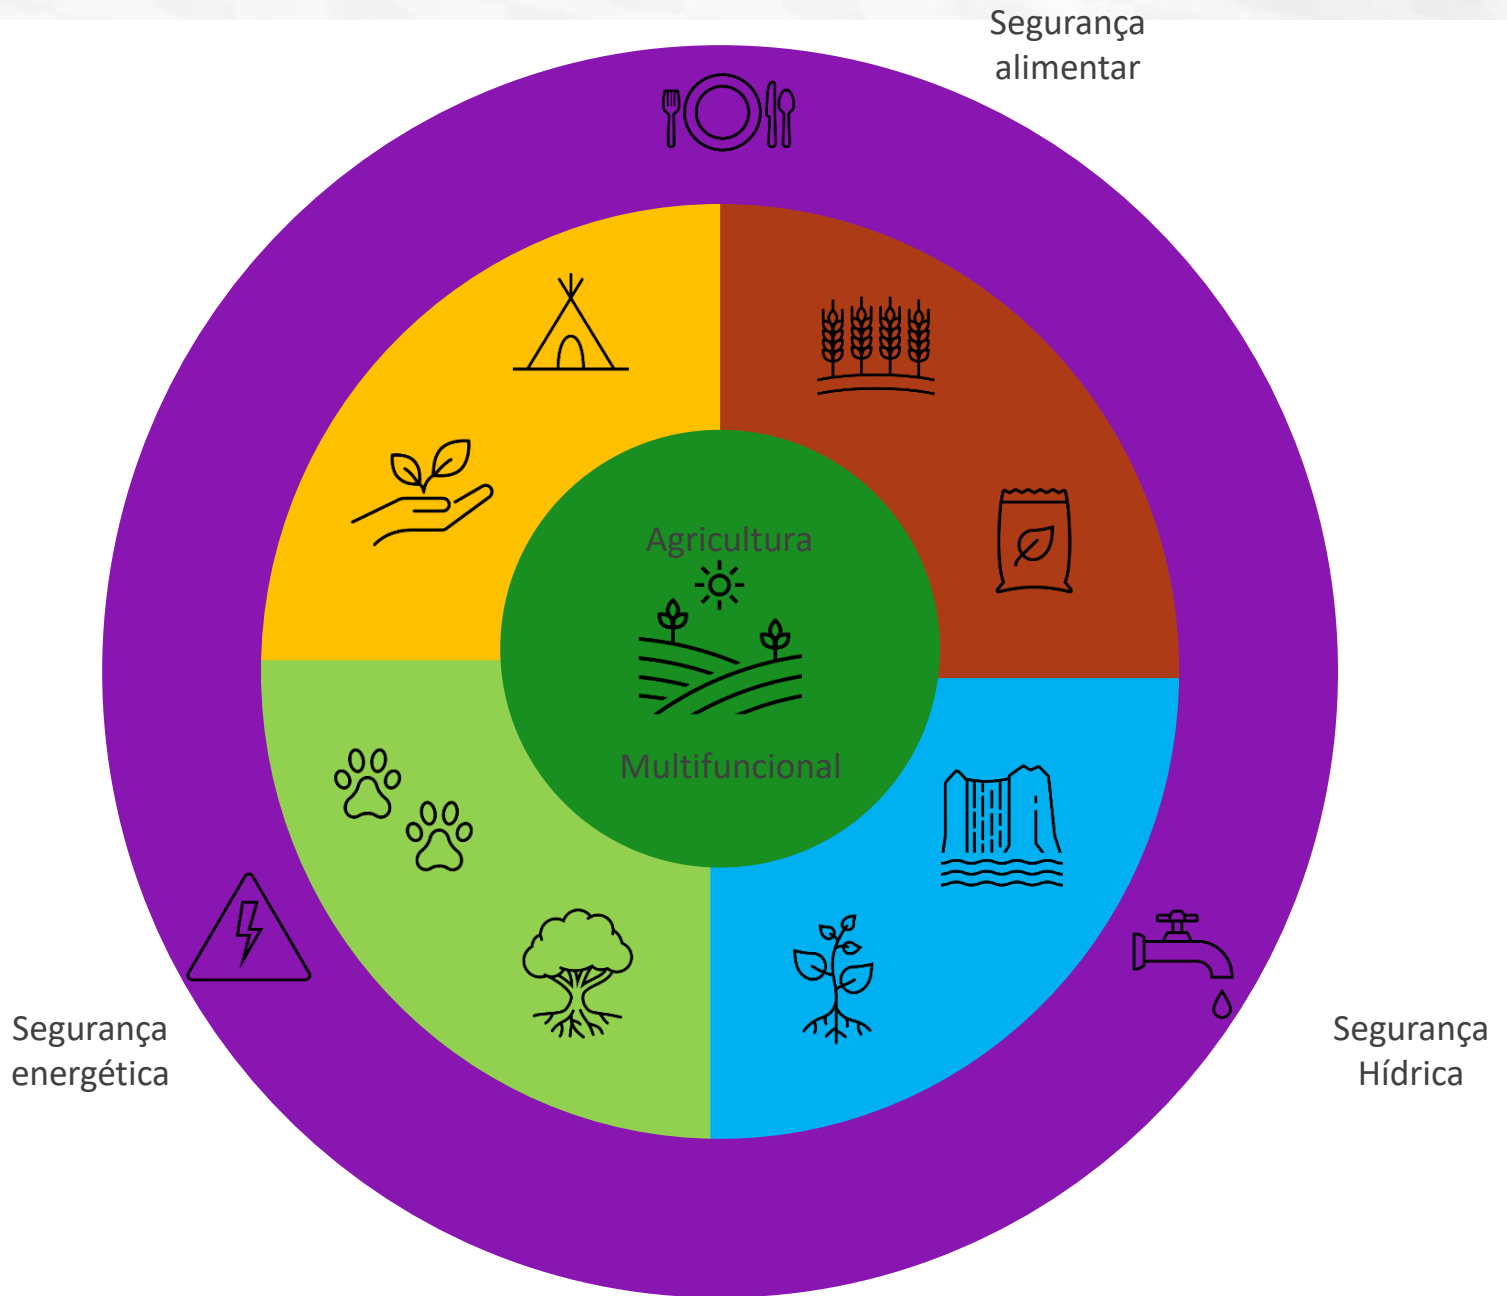 Segurança
alimentar
Agricultura
Multifuncional
Segurança
energética
Segurança
Hídrica